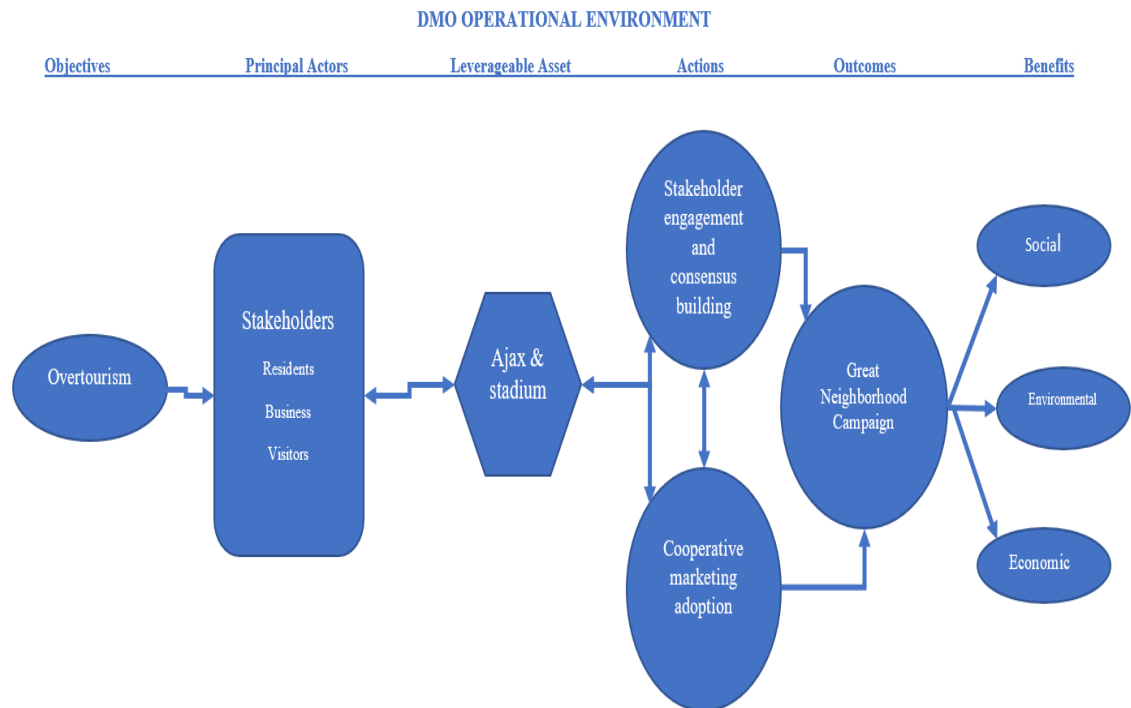 DMO OPERATIONAL ENVIRONMENT
Objectives
Principal Actors
Leverageable Asset
Actions
Outcomes
Benefits
Overtourism
Stakeholders
Residents
Business
Visitors
Ajax &
stadium
Stakeholder
engagement
and
consensus
building
Cooperative
marketing
adoption
Great
Neighborhood
Campaign
Social
Environmental
Economic